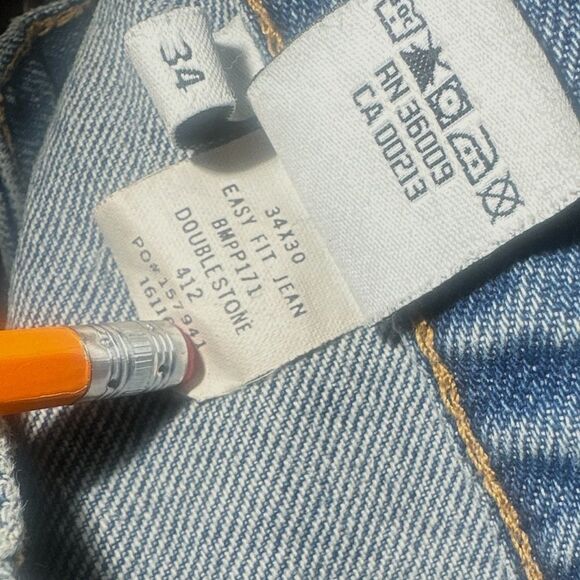 34
RN 36009
CA 00213
34X30
EASY FIT JEAN
BMPP171
DOUBLESTONE
412
PO# 157941